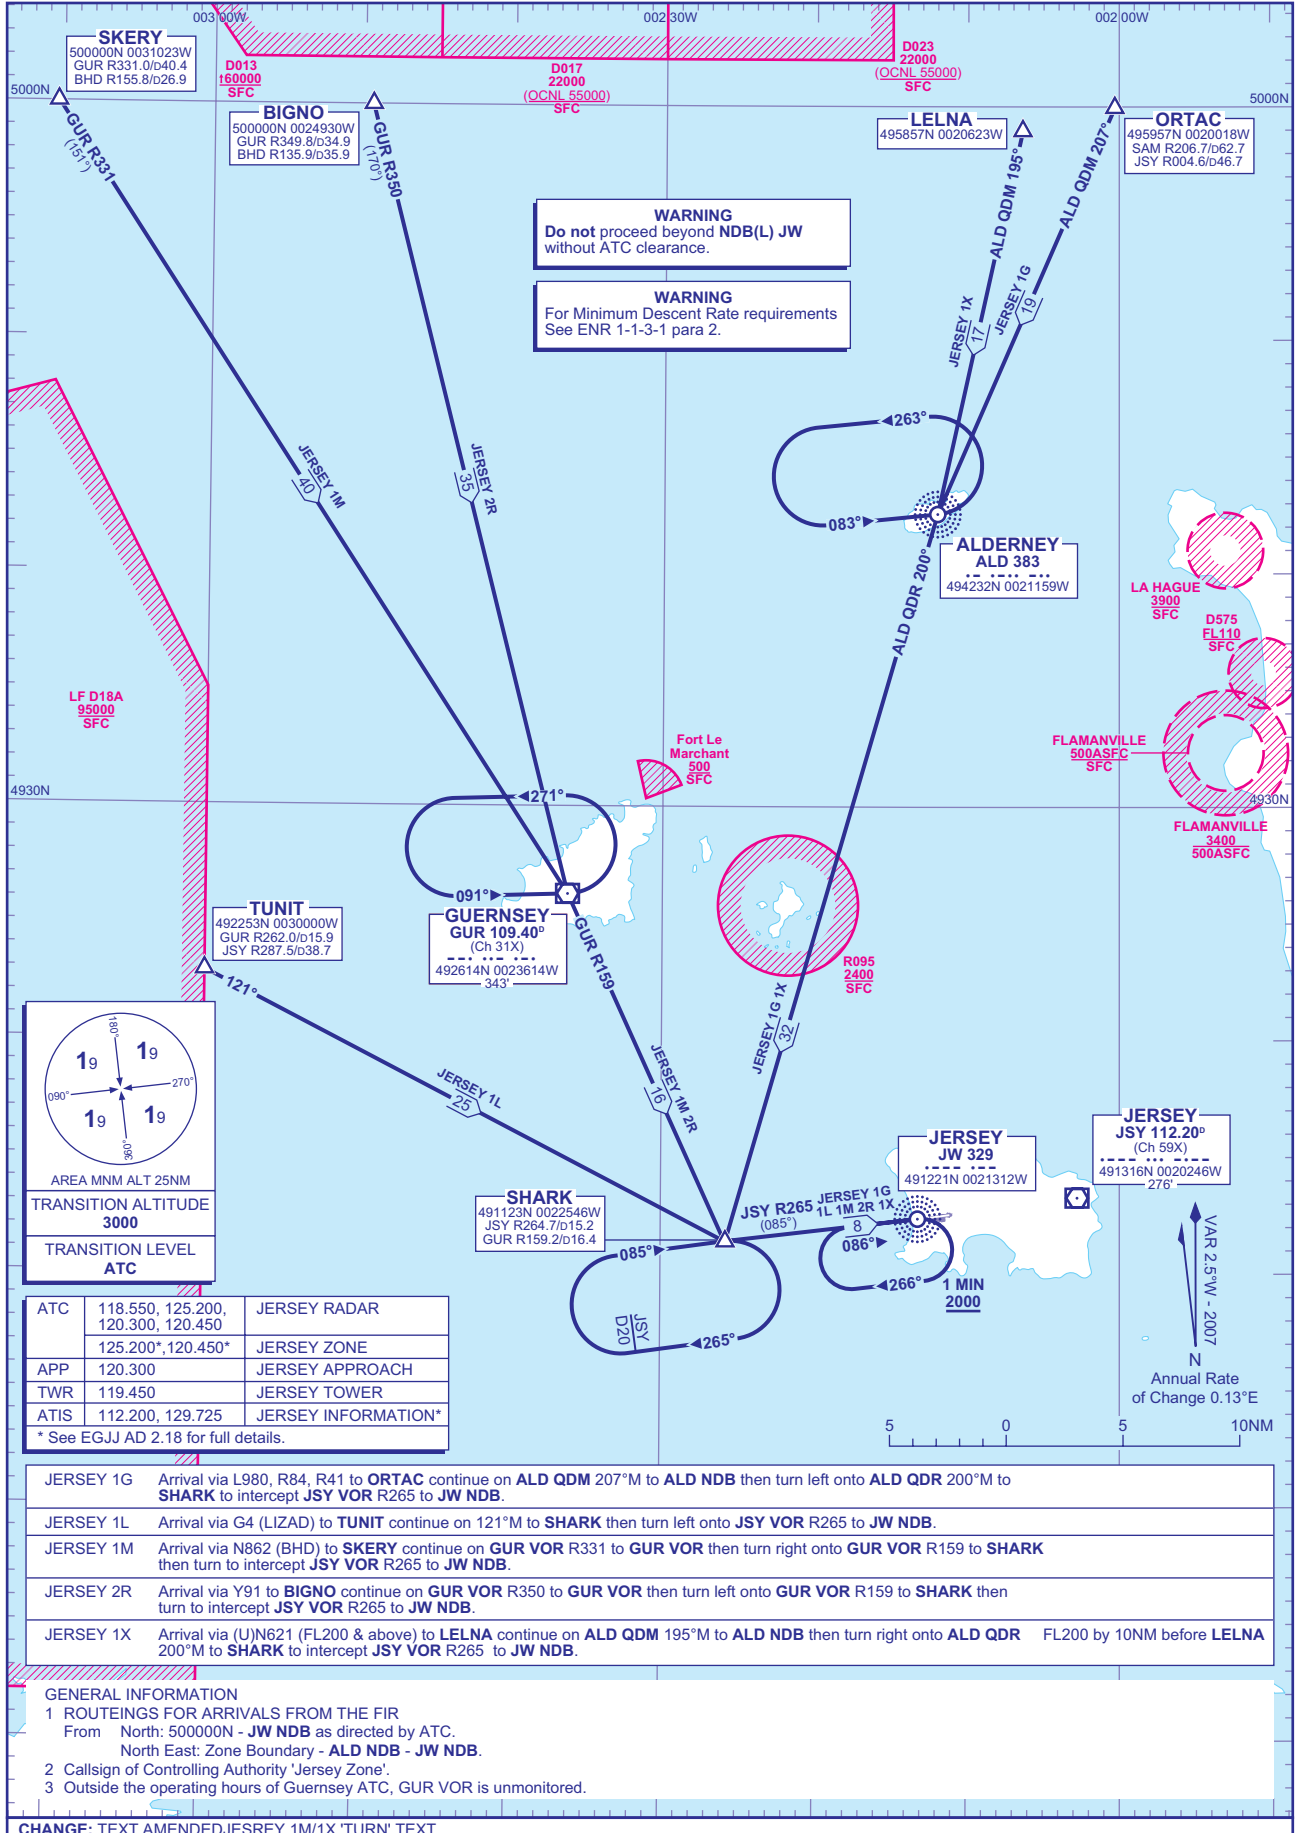 003°00'W
002°30'W
002°00'W
SKERY
500000N 0031023W
GUR R331.0/D40.4
BHD R155.8/D26.9
D013
↑60000
SFC
D017
22000
(OCNL 55000)
SFC
D023
22000
(OCNL 55000)
SFC
5000N
5000N
BIGNO
500000N 0024930W
GUR R349.8/D34.9
BHD R135.9/D35.9
LELNA
495857N 0020623W
ORTAC
495957N 0020018W
SAM R206.7/D62.7
JSY R004.6/D46.7
GUR R331
(151°)
GUR R350
(170°)
ALD QDM 195°
ALD QDM 207°
WARNING
Do not proceed beyond NDB(L) JW
without ATC clearance.
WARNING
For Minimum Descent Rate requirements
See ENR 1-1-3-1 para 2.
JERSEY 1X
17
JERSEY 1G
19
JERSEY 1M
40
JERSEY 2R
35
263°
083°
ALDERNEY
ALD 383
494232N 0021159W
ALD QDR 200°
LA HAGUE
3900
SFC
D575
FL110
SFC
LF D18A
95000
SFC
Fort Le
Marchant
500
SFC
FLAMANVILLE
500ASFC
SFC
4930N
4930N
FLAMANVILLE
3400
500ASFC
271°
091°
GUERNSEY
GUR 109.40D
(Ch 31X)
492614N 0023614W
343'
GUR R159
R095
2400
SFC
TUNIT
492253N 0030000W
GUR R262.0/D15.9
JSY R287.5/D38.7
121°
180°
270°
090°
360°
19
19
19
19
AREA MNM ALT 25NM
TRANSITION ALTITUDE
3000
TRANSITION LEVEL
ATC
JERSEY 1G 1X
32
JERSEY 1M 2R
16
JERSEY 1L
25
JERSEY
JW 329
491221N 0021312W
JERSEY
JSY 112.20D
(Ch 59X)
491316N 0020246W
276'
SHARK
491123N 0022546W
JSY R264.7/D15.2
GUR R159.2/D16.4
JSY R265
(085°)
JERSEY 1G
1L 1M 2R 1X
8
085°
265°
JSY
D20
086°
266°
1 MIN
2000
VAR 2.5°W - 2007
N
Annual Rate
of Change 0.13°E
5 0 5 10NM
ATC 118.550, 125.200, JERSEY RADAR
120.300, 120.450
125.200*,120.450* JERSEY ZONE
APP 120.300 JERSEY APPROACH
TWR 119.450 JERSEY TOWER
ATIS 112.200, 129.725 JERSEY INFORMATION*
* See EGJJ AD 2.18 for full details.
JERSEY 1G Arrival via L980, R84, R41 to ORTAC continue on ALD QDM 207°M to ALD NDB then turn left onto ALD QDR 200°M to
SHARK to intercept JSY VOR R265 to JW NDB.
JERSEY 1L Arrival via G4 (LIZAD) to TUNIT continue on 121°M to SHARK then turn left onto JSY VOR R265 to JW NDB.
JERSEY 1M Arrival via N862 (BHD) to SKERY continue on GUR VOR R331 to GUR VOR then turn right onto GUR VOR R159 to SHARK
then turn to intercept JSY VOR R265 to JW NDB.
JERSEY 2R Arrival via Y91 to BIGNO continue on GUR VOR R350 to GUR VOR then turn left onto GUR VOR R159 to SHARK then
turn to intercept JSY VOR R265 to JW NDB.
JERSEY 1X Arrival via (U)N621 (FL200 & above) to LELNA continue on ALD QDM 195°M to ALD NDB then turn right onto ALD QDR FL200 by 10NM before LELNA
200°M to SHARK to intercept JSY VOR R265 to JW NDB.
GENERAL INFORMATION
1 ROUTEINGS FOR ARRIVALS FROM THE FIR
From North: 500000N - JW NDB as directed by ATC.
North East: Zone Boundary - ALD NDB - JW NDB.
2 Callsign of Controlling Authority 'Jersey Zone'.
3 Outside the operating hours of Guernsey ATC, GUR VOR is unmonitored.
CHANGE: TEXT AMENDEDJESREY 1M/1X 'TURN' TEXT